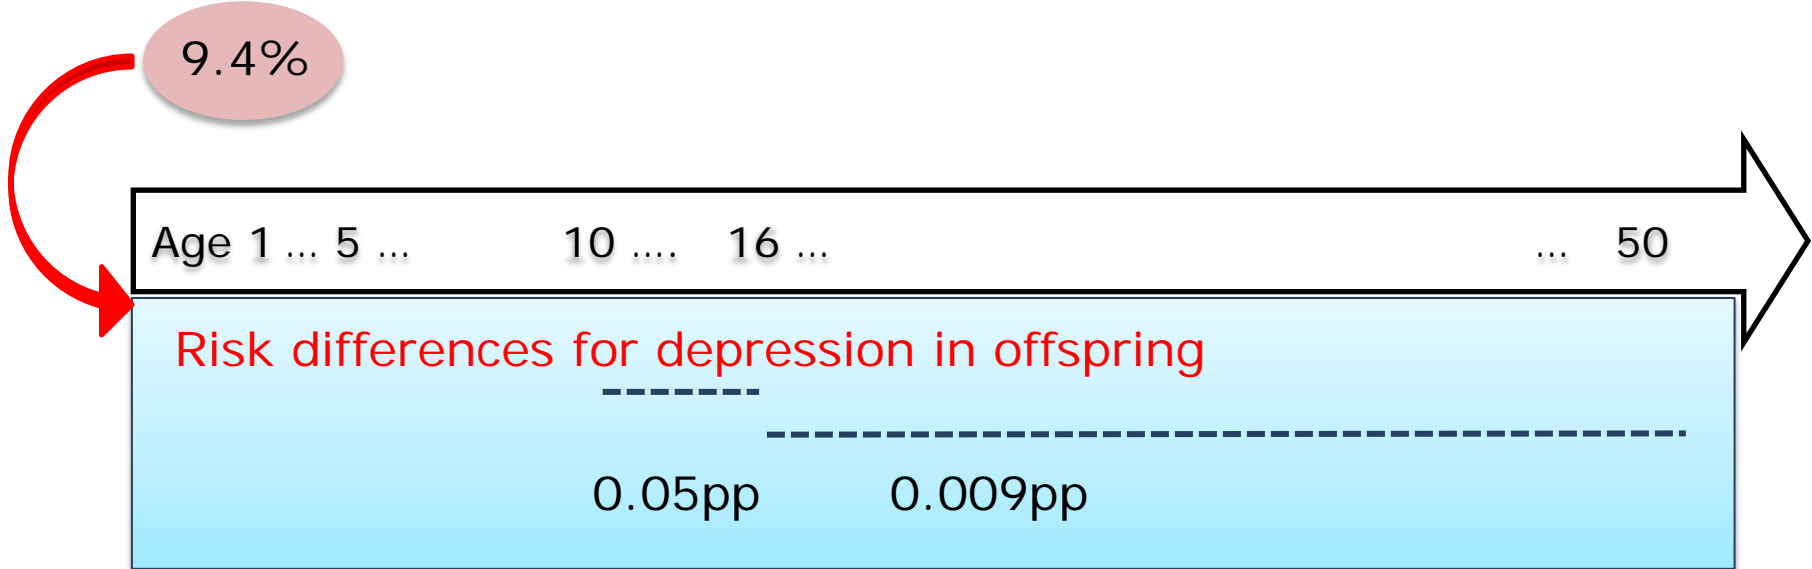 9.4%
Age 1 ... 5 ... 10 .... 16 ... ... 50
Risk differences for depression in offspring
0.05pp 0.009pp